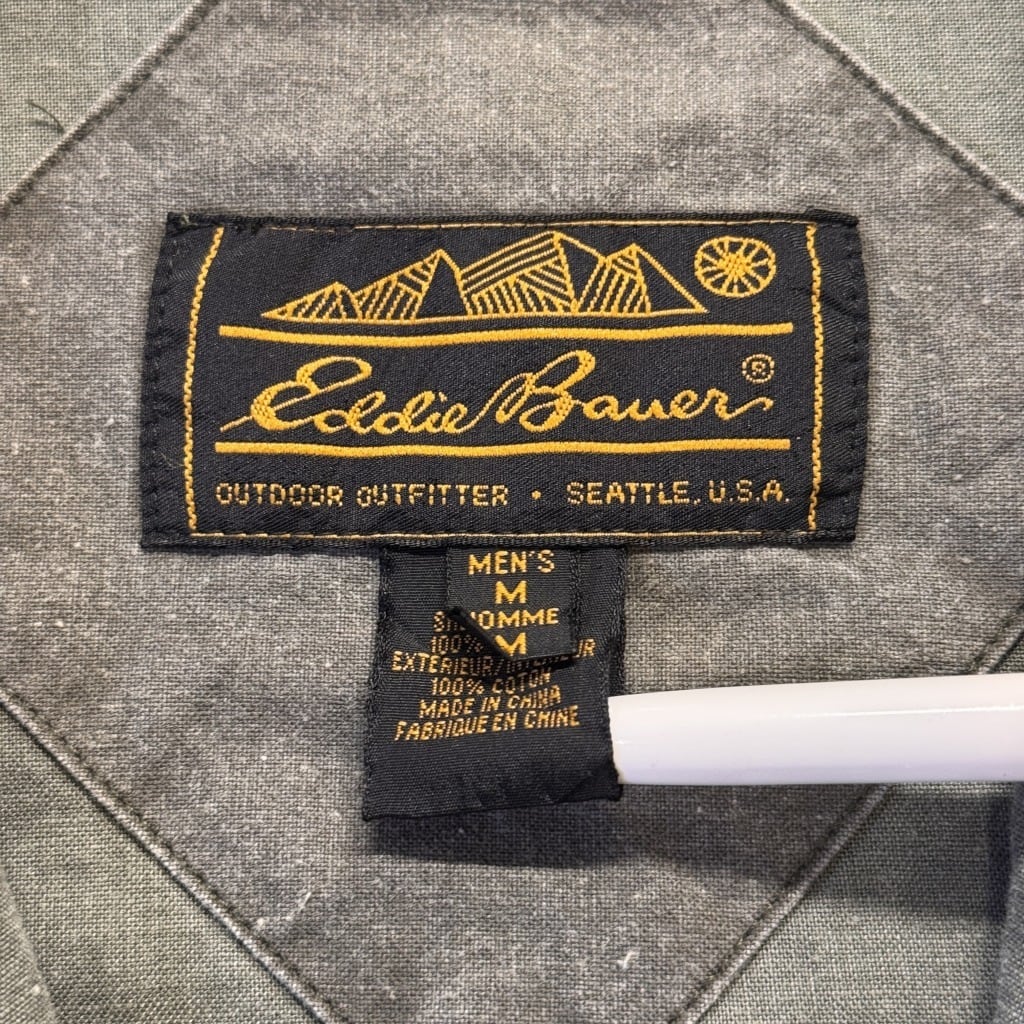 Eddie Bauer ®
OUTDOOR OUTFITTER • SEATTLE, U.S.A.
MEN'S
M
HOMME
M
100%
EXTÉRIEUR/
100% COTON
MADE IN CHINA
FABRIQUE EN CHINE